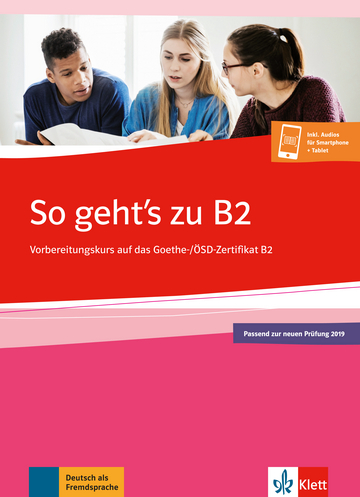 Inkl. Audios
für Smartphone
+ Tablet
So geht's zu B2
Vorbereitungskurs auf das Goethe-/ÖSD-Zertifikat B2
Passend zur neuen Prüfung 2019
Deutsch als
Fremdsprache
Klett